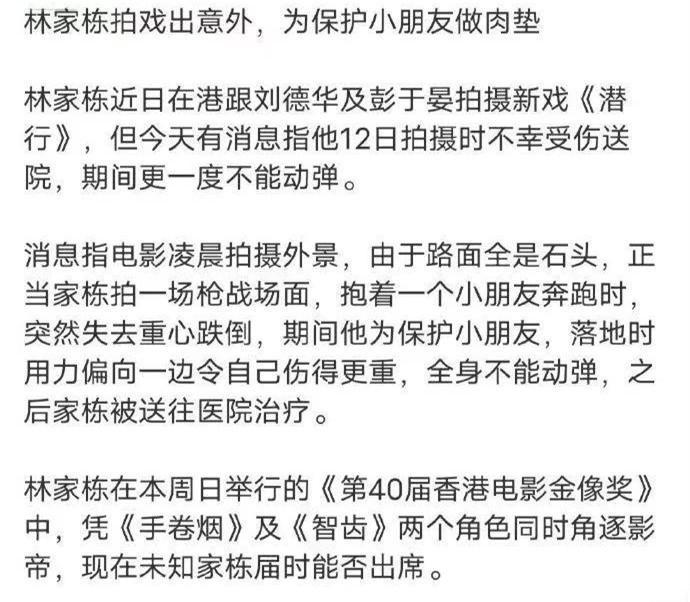 林家栋拍戏出意外，为保护小朋友做肉垫
林家栋近日在港跟刘德华及彭于晏拍摄新戏《潜
行》，但今天有消息指他12日拍摄时不幸受伤送
院，期间更一度不能动弹。
消息指电影凌晨拍摄外景，由于路面全是石头，正
当家栋拍一场枪战场面，抱着一个小朋友奔跑时，
突然失去重心跌倒，期间他为保护小朋友，落地时
用力偏向一边令自己伤得更重，全身不能动弹，之
后家栋被送往医院治疗。
林家栋在本周日举行的《第40届香港电影金像奖》
中，凭《手卷烟》及《智齿》两个角色同时角逐影
帝，现在未知家栋届时能否出席。